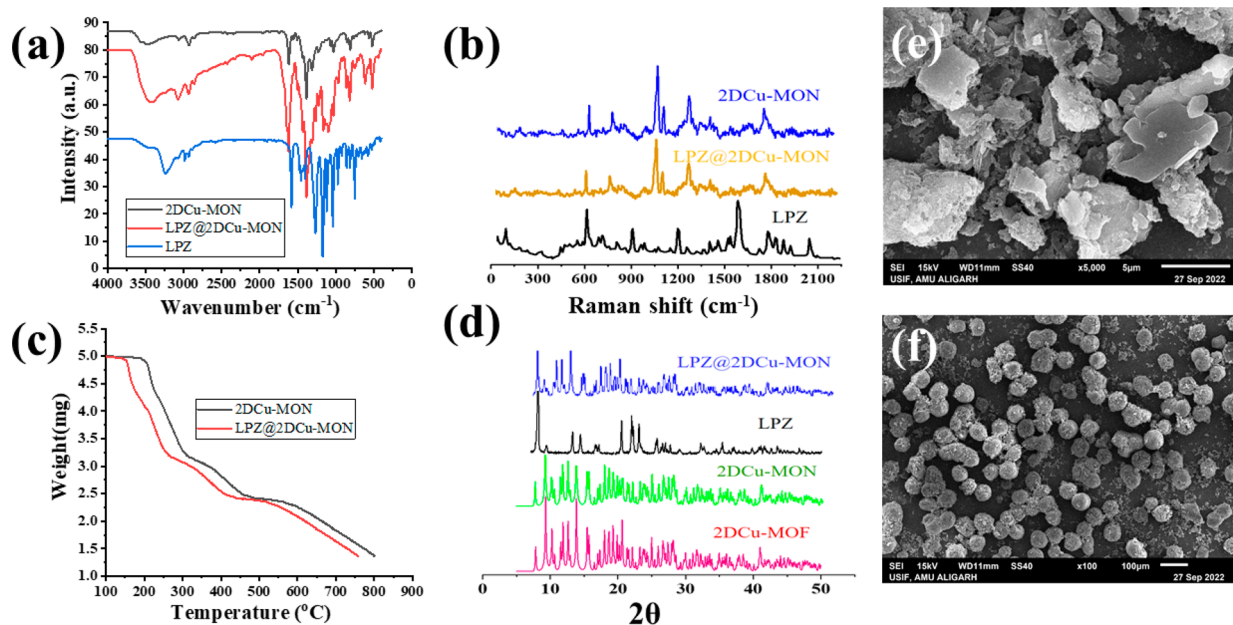 (a)
90
80
70
60
50
40
30
20
10
0
Intensity (a.u.)
2DCu-MON
LPZ@2DCu-MON
LPZ
4000 3500 3000 2500 2000 1500 1000 500 0
Wavenumber (cm-1)
(b)
2DCu-MON
LPZ@2DCu-MON
LPZ
0 300 600 900 1200 1500 1800 2100
Raman shift (cm-1)
(c)
5.5
5.0
4.5
4.0
3.5
3.0
2.5
2.0
1.5
1.0
Weight(mg)
2DCu-MON
LPZ@2DCu-MON
100 200 300 400 500 600 700 800 900
Temperature (oC)
(d)
LPZ@2DCu-MON
LPZ
2DCu-MON
2DCu-MOF
0 10 20 30 40 50
2θ
(e)
SEI 15kV WD11mm SS40 x5,000 5µm
USIF, AMU ALIGARH 27 Sep 2022
(f)
SEI 15kV WD11mm SS40 x100 100µm
USIF, AMU ALIGARH 27 Sep 2022